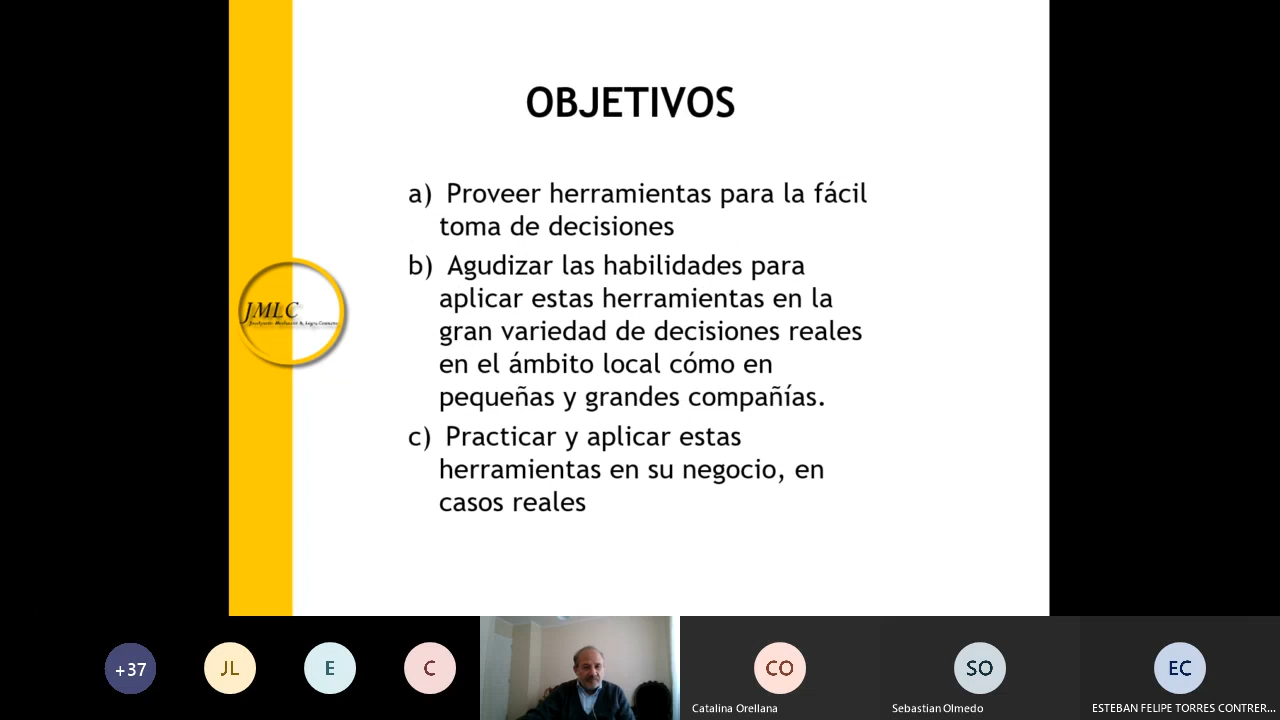 OBJETIVOS
a) Proveer herramientas para la fácil
toma de decisiones
b) Agudizar las habilidades para
aplicar estas herramientas en la
gran variedad de decisiones reales
en el ámbito local cómo en
pequeñas y grandes compañías.
c) Practicar y aplicar estas
herramientas en su negocio, en
casos reales
JMLC
+37
JL
E
C
CO
SO
EC
Catalina Orellana
Sebastian Olmedo
ESTEBAN FELIPE TORRES CONTRER...